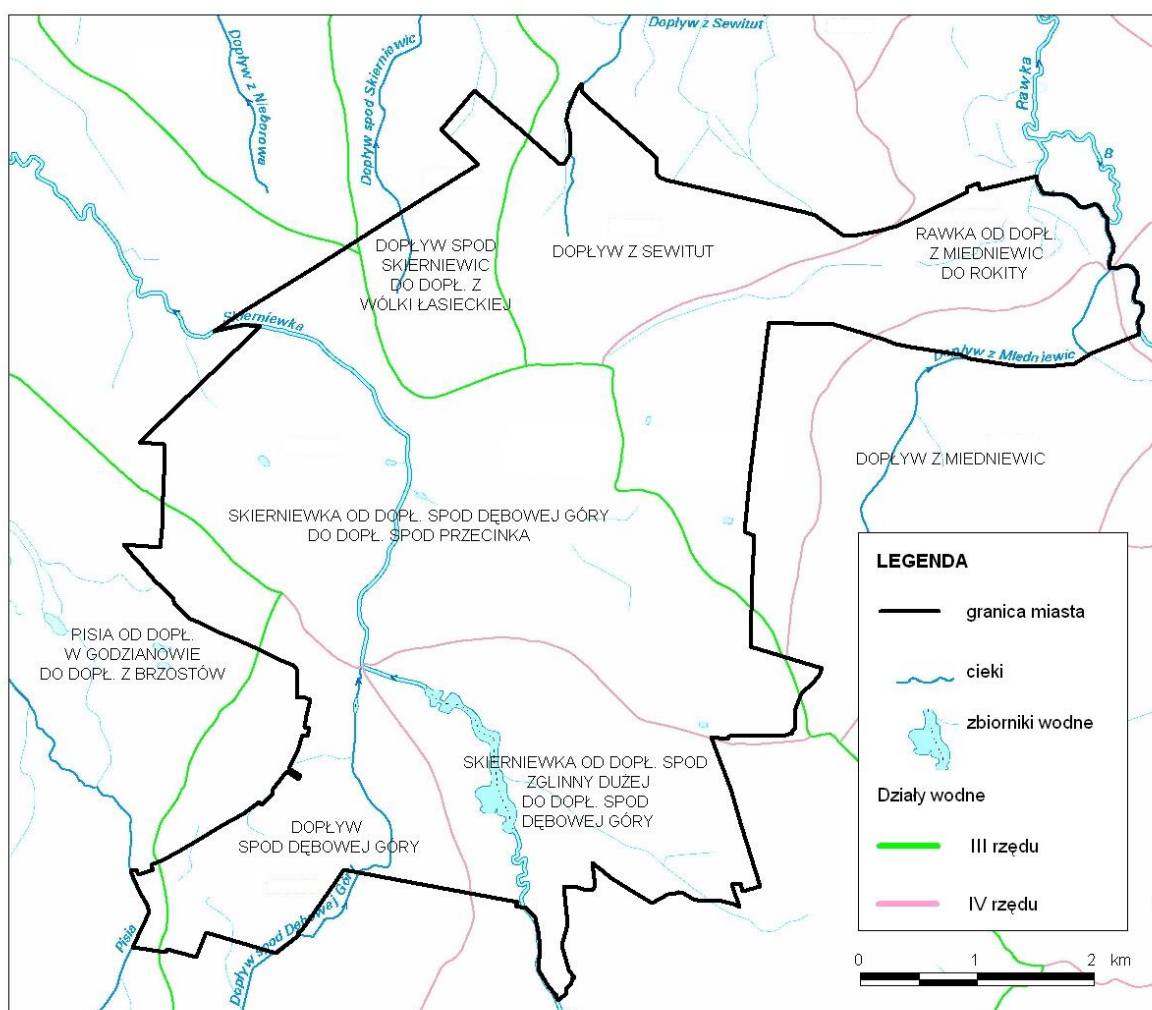 Dopływ z Sewitut
Dopływ z Nieborowa
Dopływ spod Skierniewic
Rawka
B
DOPŁYW SPOD
SKIERNIEWIC
DO DOPŁ. Z
WÓLKI ŁASIECKIEJ
DOPŁYW Z SEWITUT
RAWKA OD DOPŁ.
Z MIEDNIEWIC
DO ROKITY
Skierniewka
Dopływ z Miedniewic
DOPŁYW Z MIEDNIEWIC
SKIERNIEWKA OD DOPŁ. SPOD DĘBOWEJ GÓRY
DO DOPŁ. SPOD PRZECINKA
PISIA OD DOPŁ.
W GODZIANOWIE
DO DOPŁ. Z BRZOSTÓW
SKIERNIEWKA OD DOPŁ. SPOD
ZGLINNY DUŻEJ
DO DOPŁ. SPOD
DĘBOWEJ GÓRY
DOPŁYW
SPOD DĘBOWEJ GÓRY
Pisia
Dopływ spod Dębowej Góry
LEGENDA
granica miasta
cieki
zbiorniki wodne
Działy wodne
III rzędu
IV rzędu
0 1 2 km